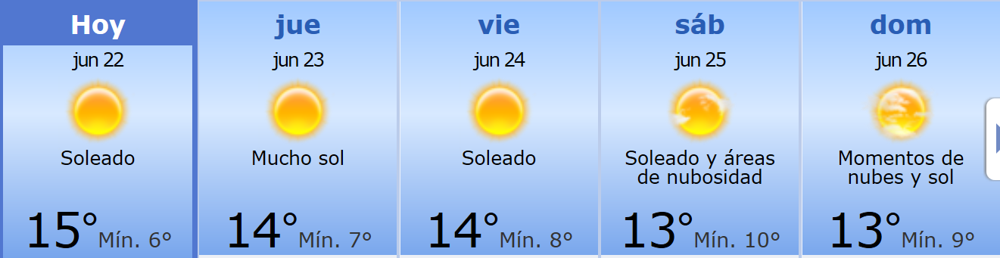 Hoy
jun 22
Soleado
15° Mín. 6°
jue
jun 23
Mucho sol
14° Mín. 7°
vie
jun 24
Soleado
14° Mín. 8°
sáb
jun 25
Soleado y áreas
de nubosidad
13° Mín. 10°
dom
jun 26
Momentos de
nubes y sol
13° Mín. 9°